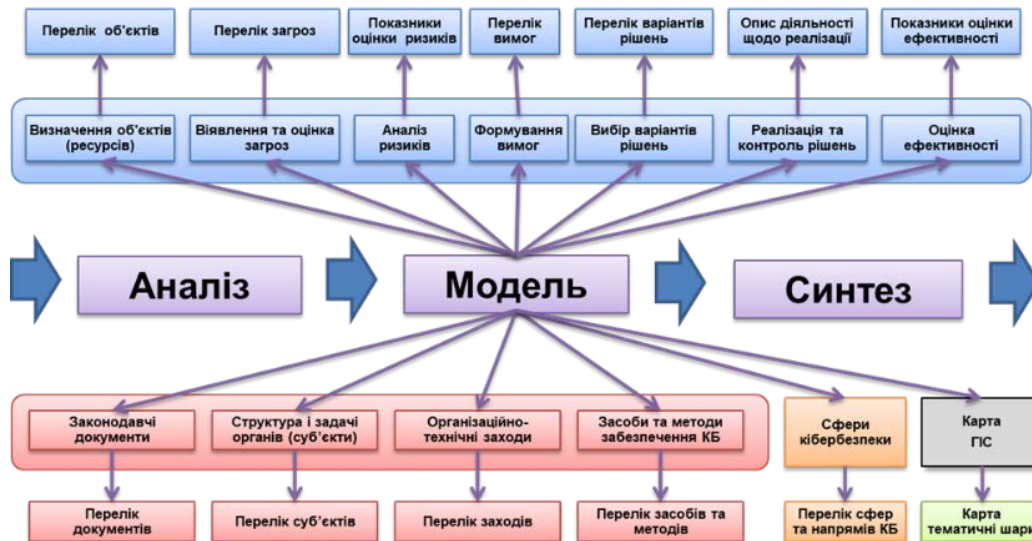 Перелік об'єктів
Перелік загроз
Показники
оцінки ризиків
Перелік
вимог
Перелік варіантів
рішень
Опис діяльності
щодо реалізації
Показники оцінки
ефективності
Визначення об'єктів
(ресурсів)
Віявлення та оцінка
загроз
Аналіз
ризиків
Формування
вимог
Вибір варіантів
рішень
Реалізація та
контроль рішень
Оцінка
ефективності
Аналіз
Модель
Синтез
Законодавчі
документи
Структура і задачі
органів (суб'єкти)
Організаційно-
технічні заходи
Засоби та методи
забезпечення КБ
Сфери
кібербезпеки
Карта
ГІС
Перелік
документів
Перелік суб'єктів
Перелік заходів
Перелік засобів та
методів
Перелік сфер
та напрямів КБ
Карта
тематичні шари